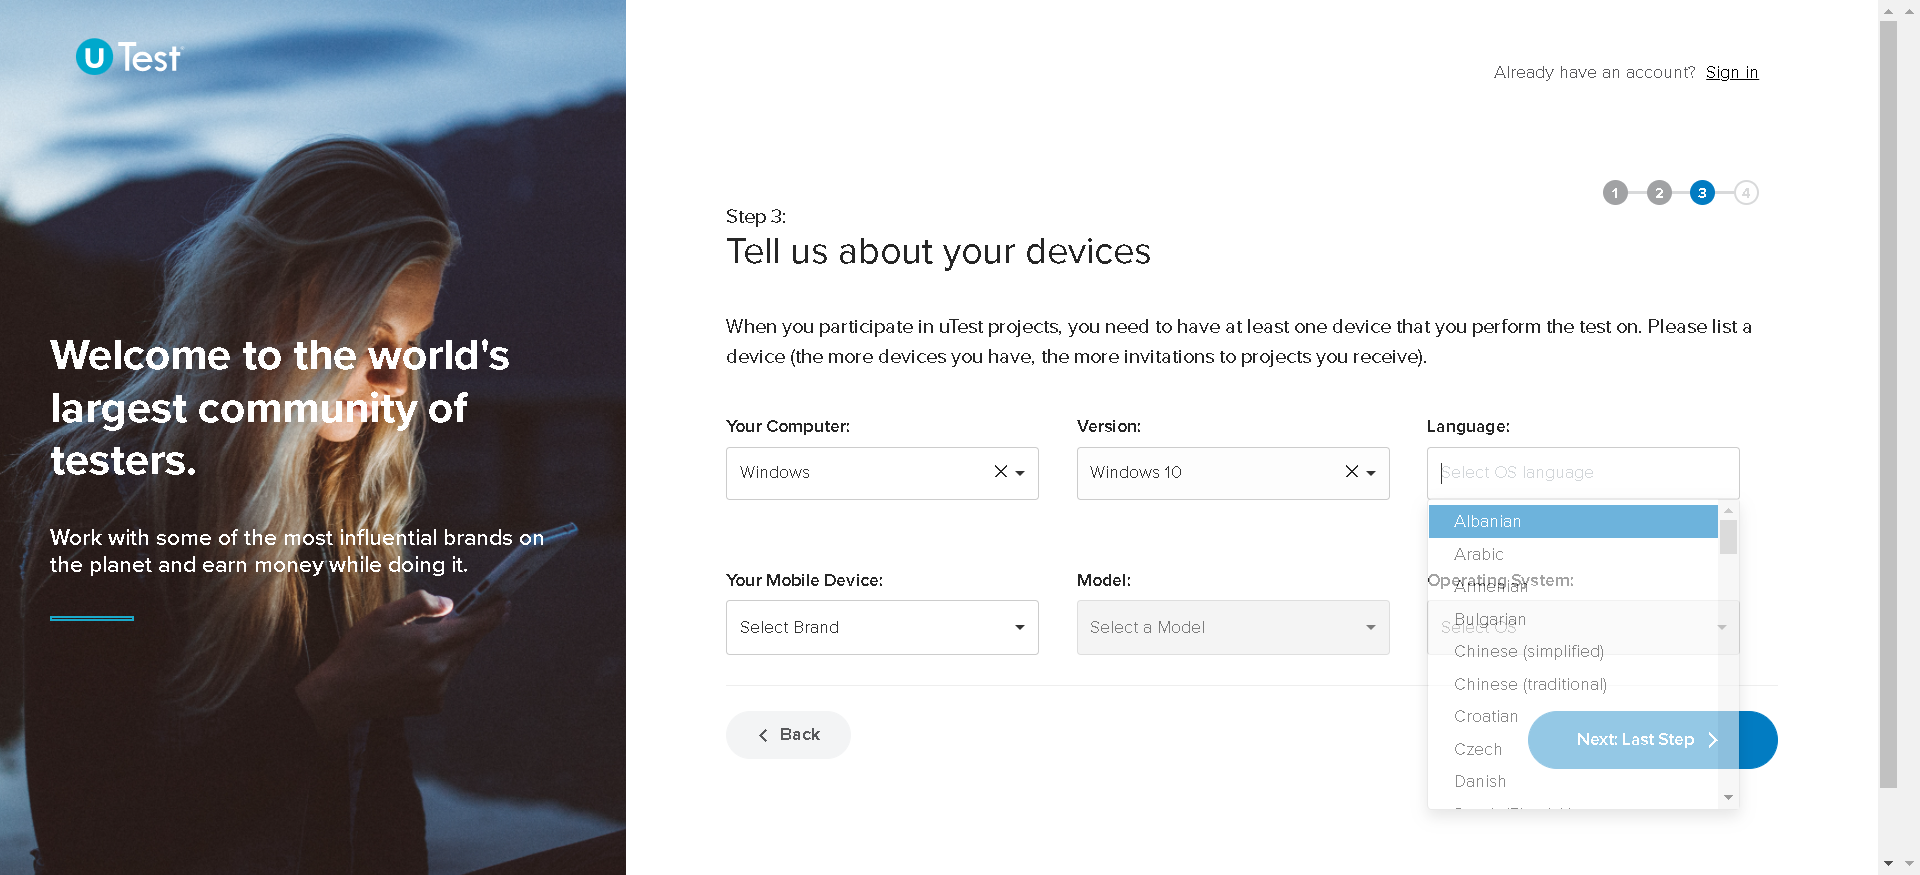 U Test
Already have an account? Sign in
1 2 3 4
Step 3:
Tell us about your devices
Welcome to the world's
largest community of
testers.
Work with some of the most influential brands on
the planet and earn money while doing it.
When you participate in uTest projects, you need to have at least one device that you perform the test on. Please list a
device (the more devices you have, the more invitations to projects you receive).
Your Computer:
Windows
Version:
Windows 10
Language:
Select OS language
Albanian
Arabic
Armenian
Bulgarian
Chinese (simplified)
Chinese (traditional)
Croatian
Czech
Danish
Your Mobile Device:
Select Brand
Model:
Select a Model
Operating System:
Select OS
Back
Next: Last Step